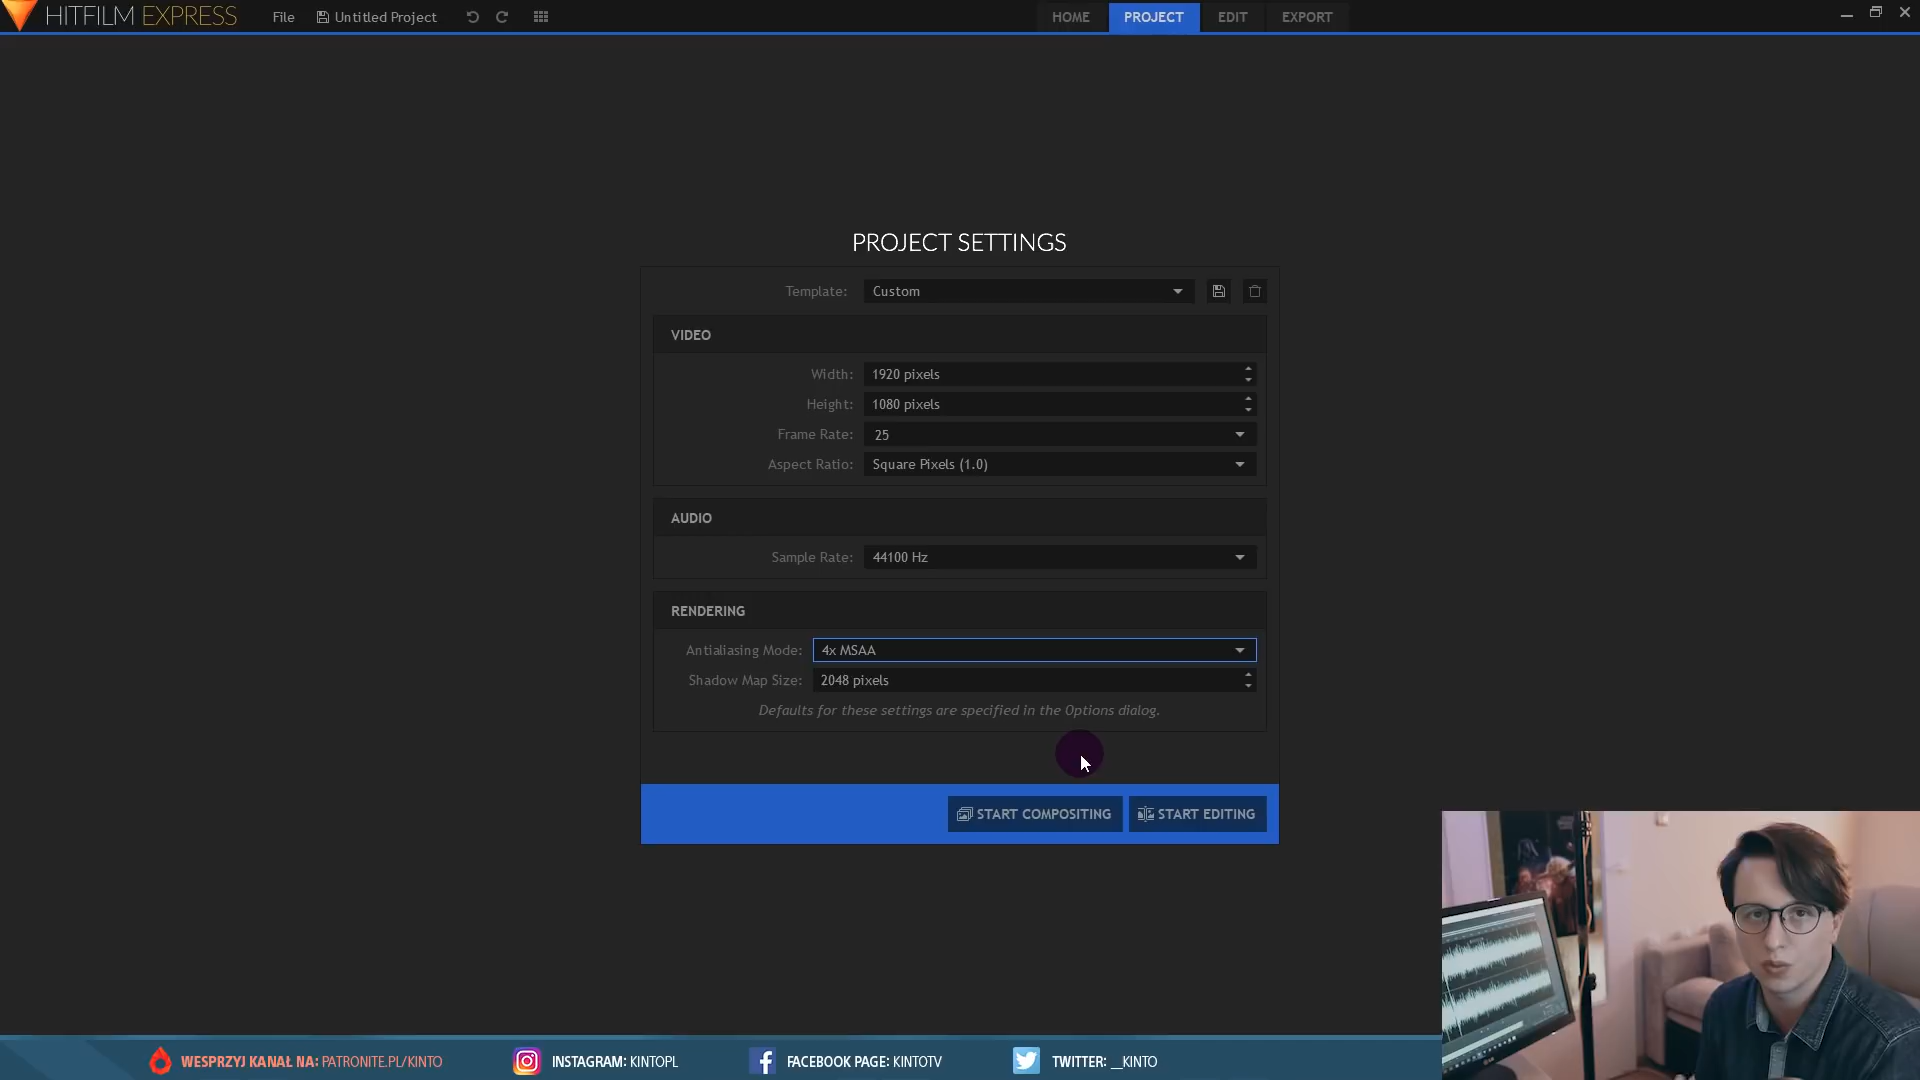 HITFILM EXPRESS
File
Untitled Project
HOME
PROJECT
EDIT
EXPORT
PROJECT SETTINGS
Template: Custom
VIDEO
Width: 1920 pixels
Height: 1080 pixels
Frame Rate: 25
Aspect Ratio: Square Pixels (1.0)
AUDIO
Sample Rate: 44100 Hz
RENDERING
Antialiasing Mode: 4x MSAA
Shadow Map Size: 2048 pixels
Defaults for these settings are specified in the Options dialog.
START COMPOSITING
START EDITING
WESPRZYJ KANAŁ NA: PATRONITE.PL/KINTO
INSTAGRAM: KINTOPL
FACEBOOK PAGE: KINTOTV
TWITTER: __KINTO